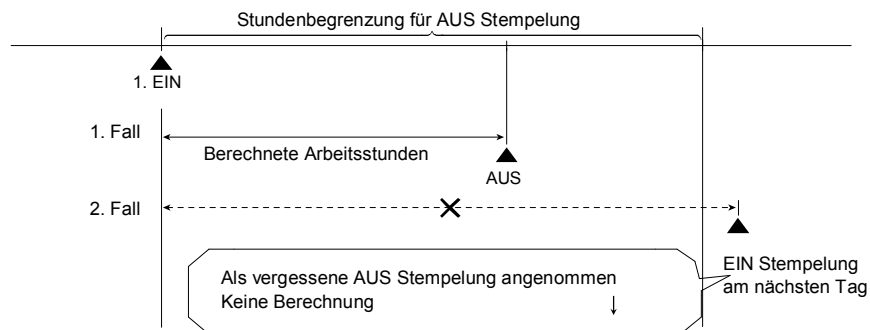 Stundenbegrenzung für AUS Stempelung
1. EIN
1. Fall
Berechnete Arbeitsstunden
AUS
2. Fall
EIN Stempelung
am nächsten Tag
Als vergessene AUS Stempelung angenommen
Keine Berechnung